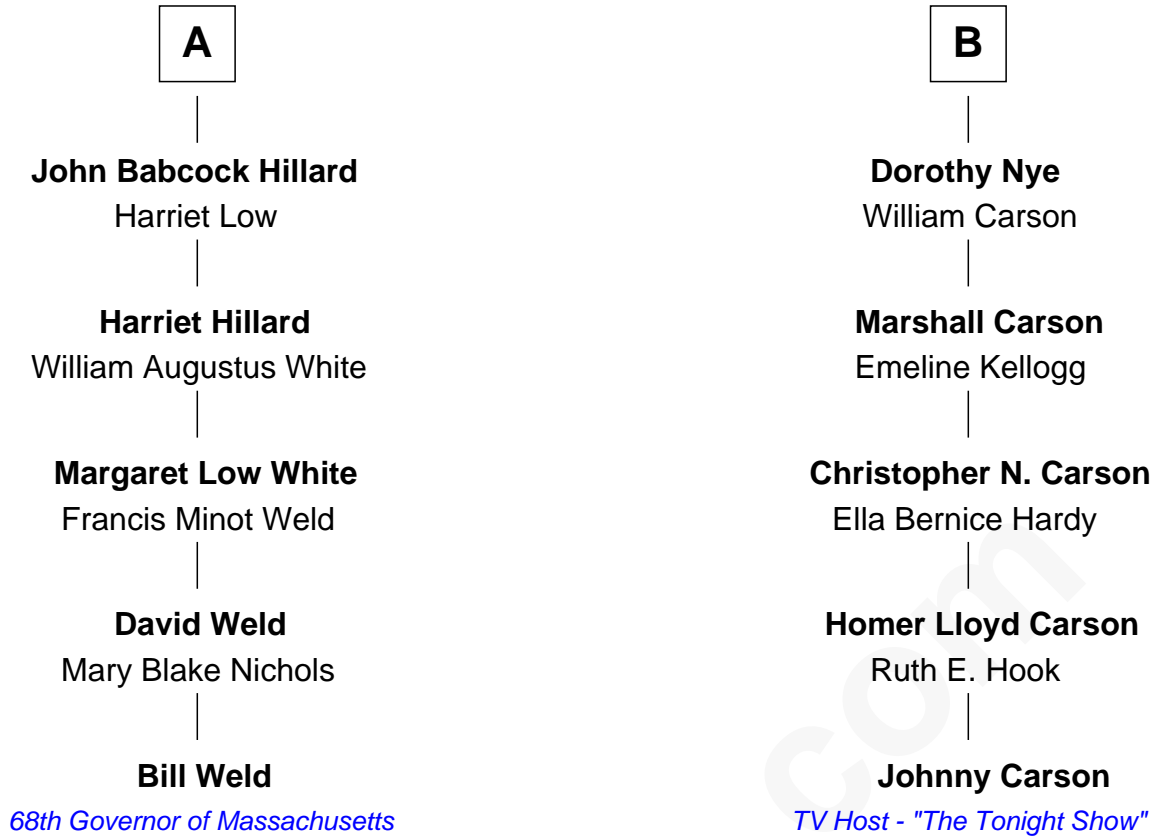 A
John Babcock Hillard
Harriet Low
Harriet Hillard
William Augustus White
Margaret Low White
Francis Minot Weld
David Weld
Mary Blake Nichols
Bill Weld
68th Governor of Massachusetts
B
Dorothy Nye
William Carson
Marshall Carson
Emeline Kellogg
Christopher N. Carson
Ella Bernice Hardy
Homer Lloyd Carson
Ruth E. Hook
Johnny Carson
TV Host - "The Tonight Show"
com